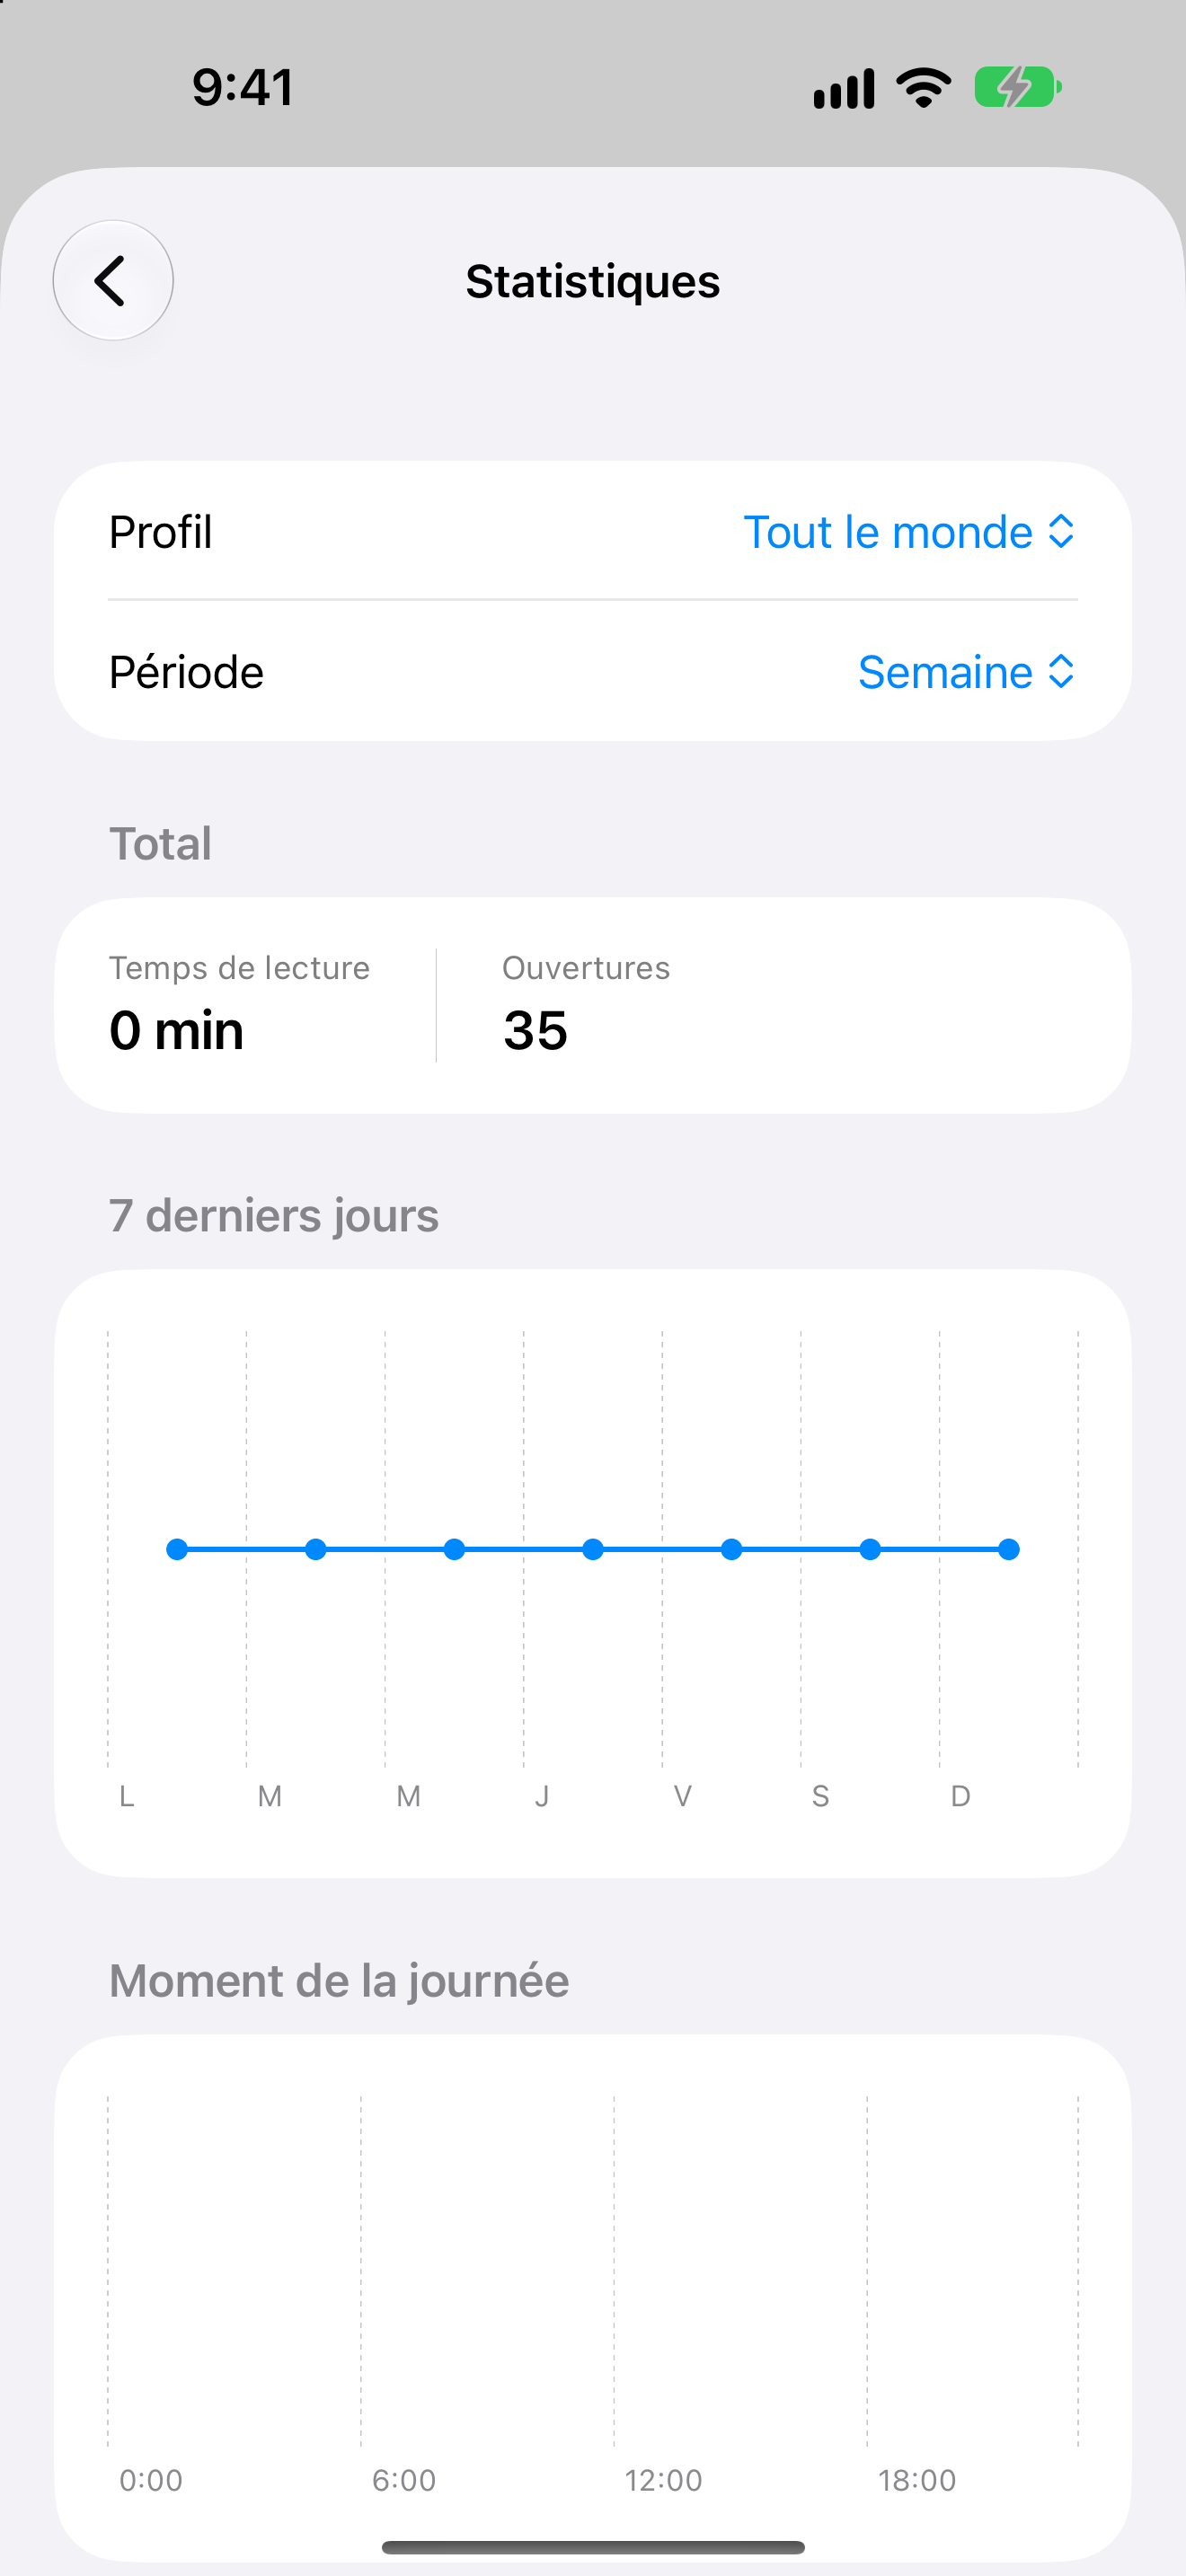 9:41
Statistiques
Profil
Tout le monde
Période
Semaine
Total
Temps de lecture
Ouvertures
0 min
35
7 derniers jours
L M M J V S D
Moment de la journée
0:00 6:00 12:00 18:00